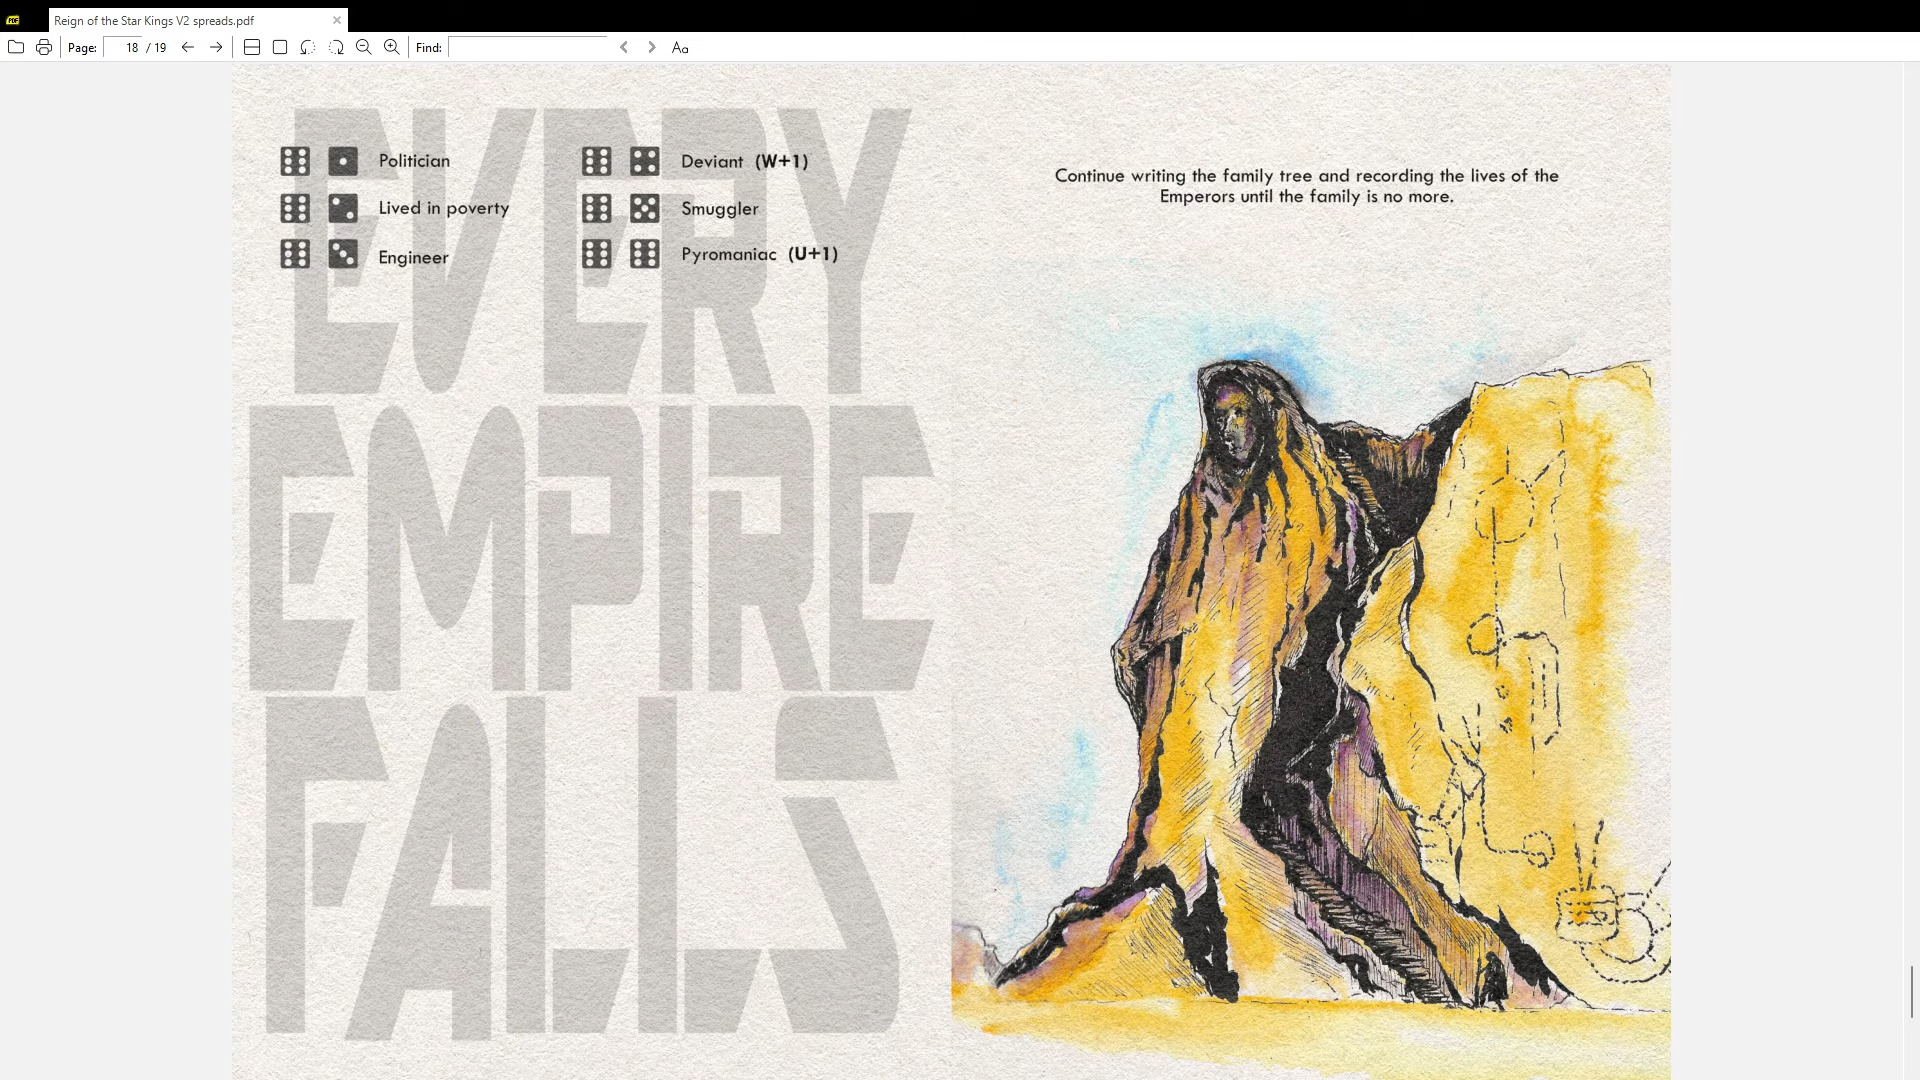 Reign of the Star Kings V2 spreads.pdf
Page: 18 / 19
Find:
Aa
EVERY
EMPIRE
FALLS
Politician
Lived in poverty
Engineer
Deviant (W+1)
Smuggler
Pyromaniac (U+1)
Continue writing the family tree and recording the lives of the
Emperors until the family is no more.